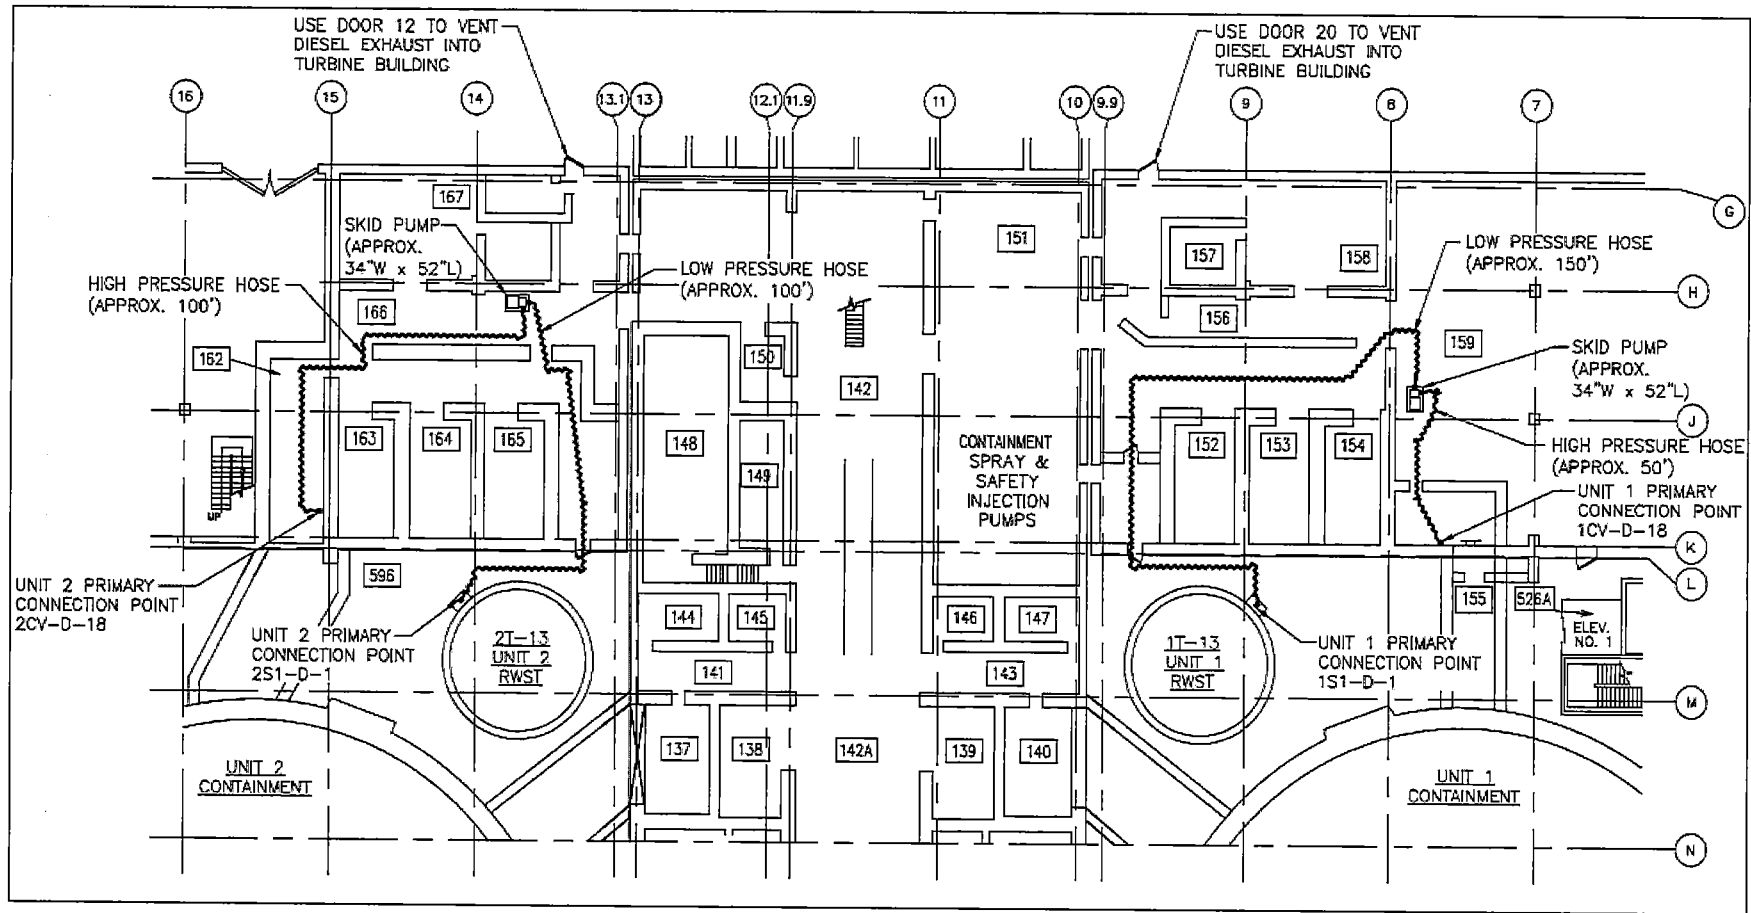 USE DOOR 12 TO VENT
DIESEL EXHAUST INTO
TURBINE BUILDING
USE DOOR 20 TO VENT
DIESEL EXHAUST INTO
TURBINE BUILDING
16
15
14
13.1
13
12.1
11.9
11
10
9.9
9
8
7
167
G
SKID PUMP
(APPROX.
34"W x 52"L)
151
157
158
LOW PRESSURE HOSE
(APPROX. 150')
HIGH PRESSURE HOSE
(APPROX. 100')
LOW PRESSURE HOSE
(APPROX. 100')
H
166
156
159
162
150
142
SKID PUMP
(APPROX.
34"W x 52"L)
J
163
164
165
148
149
CONTAINMENT
SPRAY &
SAFETY
INJECTION
PUMPS
152
153
154
HIGH PRESSURE HOSE
(APPROX. 50')
UNIT 1 PRIMARY
CONNECTION POINT
1CV-D-18
UP
K
L
596
UNIT 2 PRIMARY
CONNECTION POINT
2CV-D-18
155
526A
ELEV.
NO. 1
144
145
146
147
UNIT 2 PRIMARY
CONNECTION POINT
2S1-D-1
2T-13
UNIT 2
RWST
1T-13
UNIT 1
RWST
UNIT 1 PRIMARY
CONNECTION POINT
1S1-D-1
141
143
M
137
138
142A
139
140
UNIT 2
CONTAINMENT
UNIT 1
CONTAINMENT
N